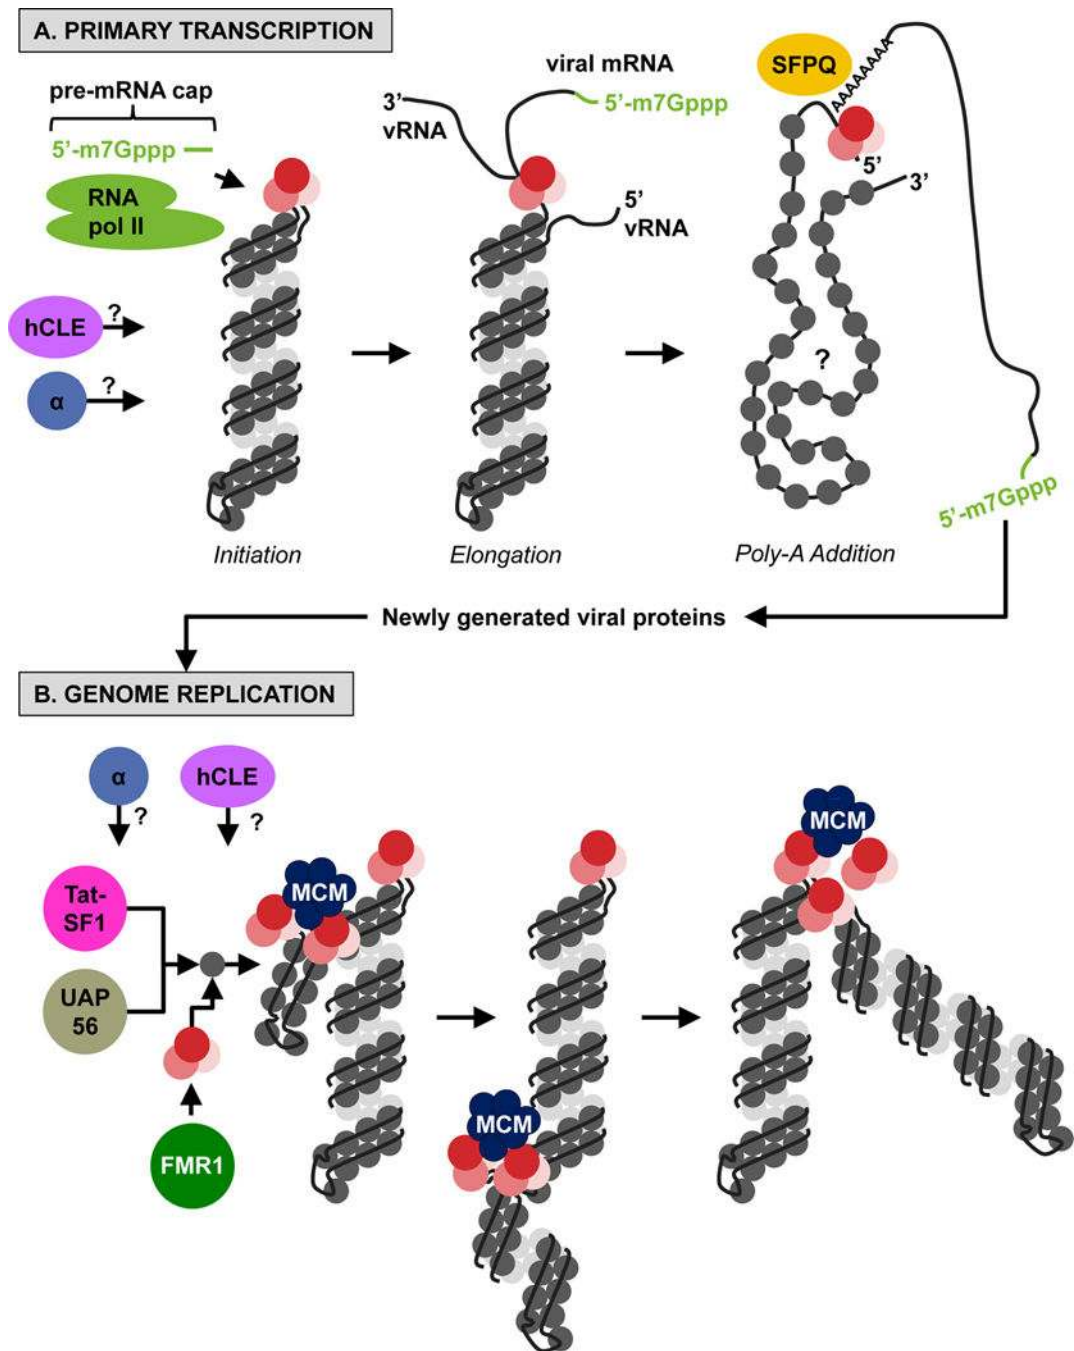 A. PRIMARY TRANSCRIPTION
pre-mRNA cap
5’-m7Gppp
RNA
pol II
hCLE
?
α
?
Initiation
3’
vRNA
viral mRNA
5’-m7Gppp
5’
vRNA
Elongation
SFPQ
AAAAAAAA
5’
3’
?
5’-m7Gppp
Poly-A Addition
Newly generated viral proteins
B. GENOME REPLICATION
α
?
hCLE
?
Tat-
SF1
UAP
56
FMR1
MCM
MCM
MCM